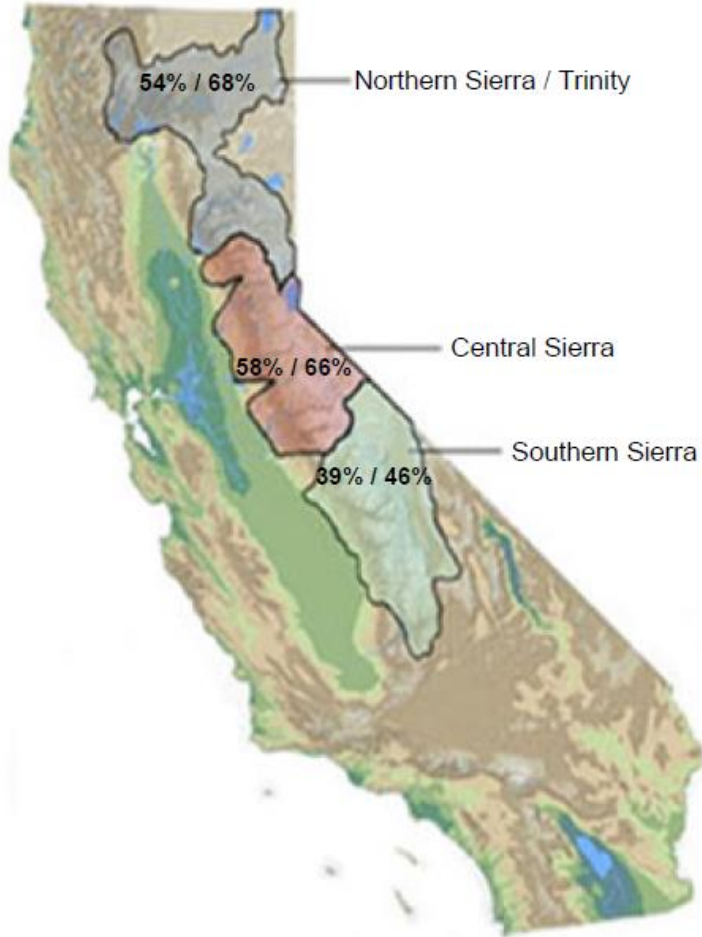 54% / 68%
Northern Sierra / Trinity
58% / 66%
Central Sierra
39% / 46%
Southern Sierra